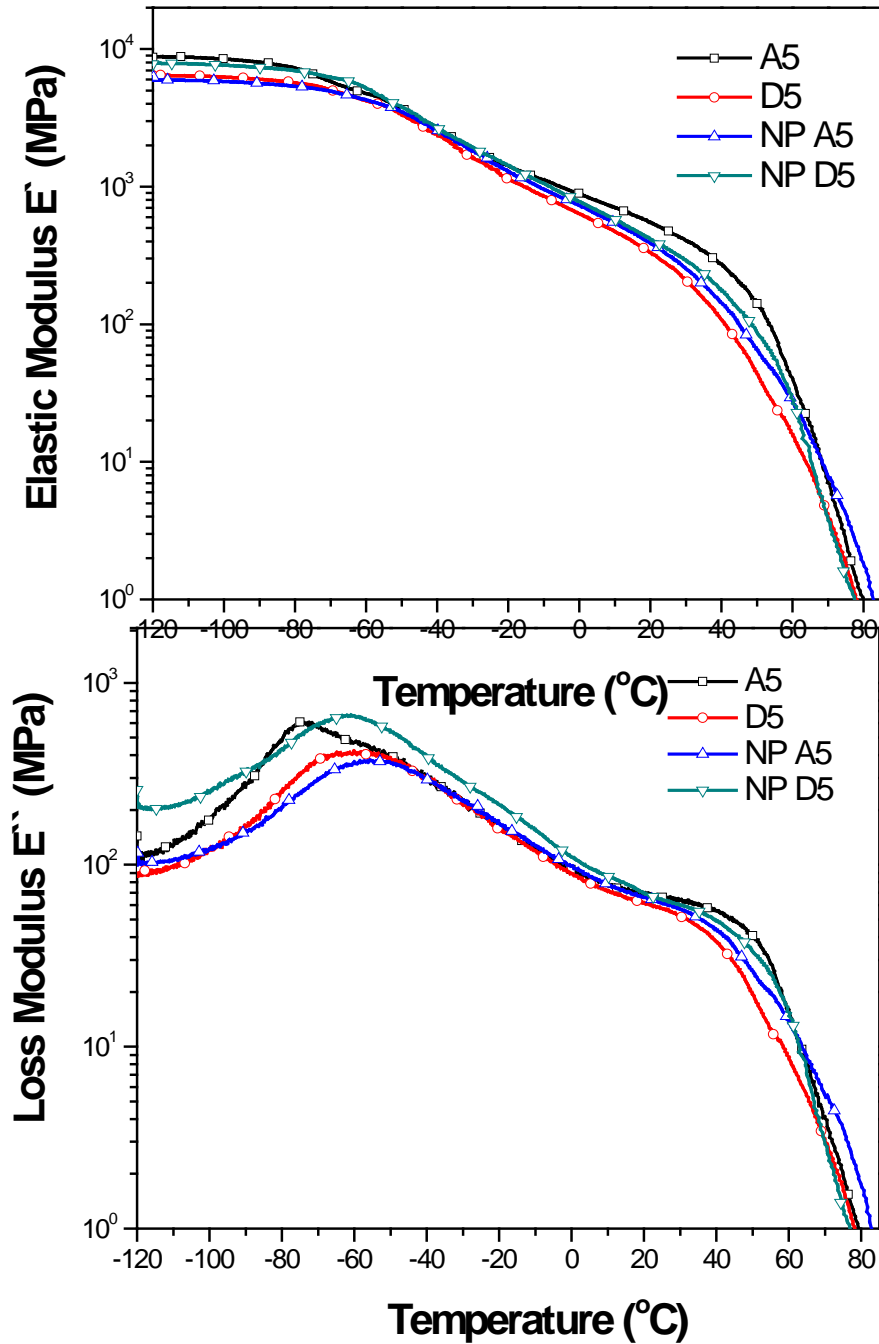 10⁴
10³
10²
10¹
10⁰
Elastic Modulus E` (MPa)
A5
D5
NP A5
NP D5
-120 -100 -80 -60 -40 -20 0 20 40 60 80
Temperature (°C)
10³
10²
10¹
10⁰
Loss Modulus E`` (MPa)
A5
D5
NP A5
NP D5
-120 -100 -80 -60 -40 -20 0 20 40 60 80
Temperature (°C)